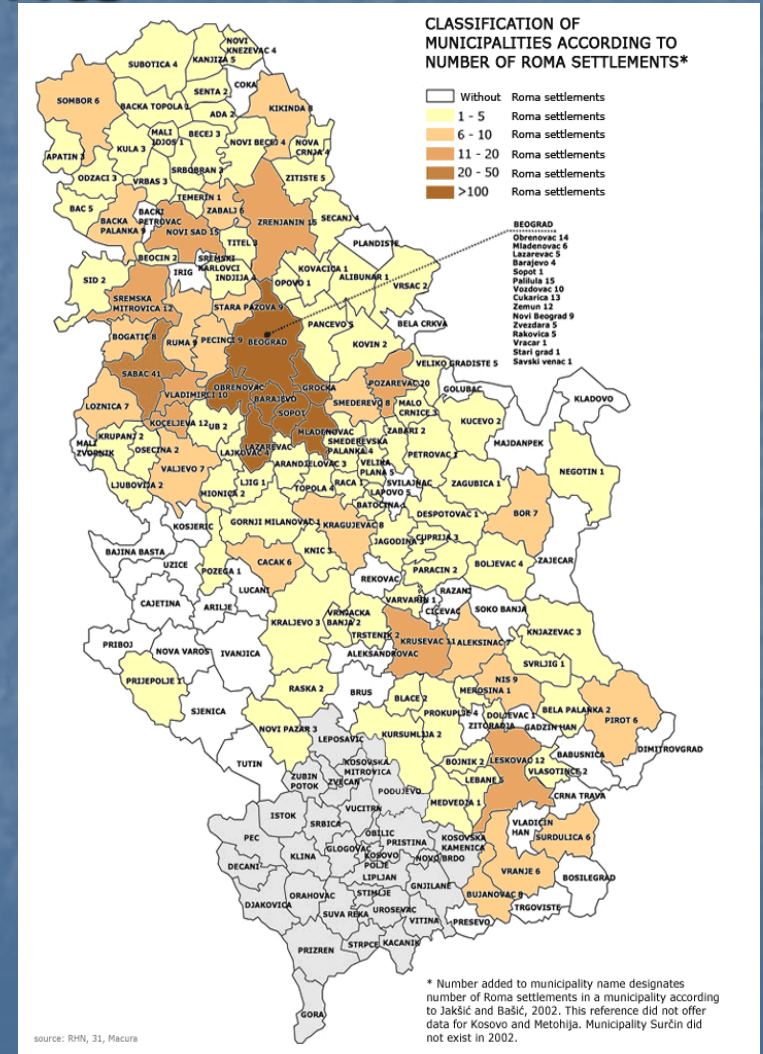 CLASSIFICATION OF
MUNICIPALITIES ACCORDING TO
NUMBER OF ROMA SETTLEMENTS*
Without Roma settlements
1 - 5 Roma settlements
6 - 10 Roma settlements
11 - 20 Roma settlements
20 - 50 Roma settlements
>100 Roma settlements
BEOGRAD
Obrenovac 14
Mladenovac 6
Lazarevac 5
Barajevo 4
Sopot 1
Palilula 15
Vozdovac 10
Cukarica 13
Zemun 12
Novi Beograd 9
Zvezdara 5
Rakovica 5
Vracar 1
Stari grad 1
Savski venac 1
NOVI
KNEZEVAC 4
SUBOTICA 4
KANJIZA 5
SENTA 2
COKA
SOMBOR 6
BACKA TOPOLA 1
ADA 2
KIKINDA 8
MALI
IDJOS 1
BECEJ 3
APATIN 3
KULA 3
NOVI BECEJ 4
NOVA
CRNJA 4
SRBOBRAN 3
ODZACI 3
VRBAS 3
ZITISTE 5
TEMERIN 1
BAC 5
BACKI
PETROVAC
ZABALJ 6
BACKA
PALANKA 9
NOVI SAD 15
ZRENJANIN 15
SECANJ 4
TITEL 3
PLANDISTE
BEOCIN 2
SREMSKI
KARLOVCI
IRIG
INDJIJA 4
KOVACICA 1
ALIBUNAR 1
SID 2
OPOVO 1
VRSAC 2
SREMSKA
MITROVICA 12
STARA PAZOVA 9
PANCEVO 5
BELA CRKVA
BOGATIC 8
RUMA 9
PECINCI 9
BEOGRAD
KOVIN 2
SABAC 41
VELIKO GRADISTE 5
OBRENOVAC
GROCKA
POZAREVAC 20
GOLUBAC
VLADIMIRCI 10
BARAJEVO
SMEDEREVO 8
MALO
CRNICE 3
KLADOVO
LOZNICA 7
SOPOT
KOCELJEVA 12
UB 2
MLADENOVAC
ZABARI 2
KUCEVO 2
KRUPANJ 2
MALI
ZVORNIK
OSECINA 2
LAZAREVAC
LAJKOVAC 4
SMEDEREVSKA
PALANKA 4
MAJDANPEK
PETROVAC 1
VALJEVO 7
ARANDJELOVAC 3
VELIKA
PLANA 5
NEGOTIN 1
LJUBOVIJA 2
MIONICA 2
LJIG 1
TOPOLA 4
RACA 1
SVILAJNAC
LAPOVO 5
ZAGUBICA 1
BATOCINA 1
DESPOTOVAC 1
BOR 7
KOSJERIC
GORNJI MILANOVAC 1
KRAGUJEVAC 8
BAJINA BASTA
JAGODINA 3
CUPRIJA 3
UZICE
POZEGA 1
CACAK 6
KNIC 3
PARACIN 2
BOLJEVAC 4
ZAJECAR
REKOVAC
LUCANI
RAZANJ
CAJETINA
ARILJE
VARVARIN 1
CICEVAC
SOKO BANJA
KRALJEVO 3
VRNJACKA
BANJA 2
TRSTENIK 2
KNJAZEVAC 3
PRIBOJ
NOVA VAROS
IVANJICA
KRUSEVAC 11
ALEKSINAC 7
ALEKSANDROVAC
SVRLJIG 1
PRIJEPOLJE 1
NIS 9
RASKA 2
BRUS
BLACE 2
MEROSINA 1
SJENICA
PROKUPLJE 4
DOLJEVAC 1
BELA PALANKA 2
PIROT 6
NOVI PAZAR 3
ZITORADJA
GADZIN HAN
LEPOSAVIC
KURSUMLIJA 2
BABUSNICA
DIMITROVGRAD
TUTIN
KOSOVSKA
MITROVICA
BOJNIK 2
LESKOVAC 12
VLASOTINCE 2
ZUBIN
POTOK
ZVECAN
PODUJEVO
LEBANE 5
CRNA TRAVA
MEDVEDJA 1
VUCITRN
ISTOK
SRBICA
VLADICIN
HAN
SURDULICA 6
PEC
OBILIC
PRISTINA
KOSOVSKA
KAMENICA
GLOGOVAC
KLINA
KOSOVO
POLJE
NOVO BRDO
DECANI
LIPLJAN
VRANJE 6
BOSILEGRAD
GNJILANE
ORAHOVAC
STIMLJE
BUJANOVAC 8
DJAKOVICA
SUVA REKA
UROSEVAC
TRGOVISTE
VITINA
PRESEVO
PRIZREN
STRPCE
KACANIK
GORA
* Number added to municipality name designates
number of Roma settlements in a municipality according
to Jakšić and Bašić, 2002. This reference did not offer
data for Kosovo and Metohija. Municipality Surčin did
not exist in 2002.
source: RHN, 31, Macura